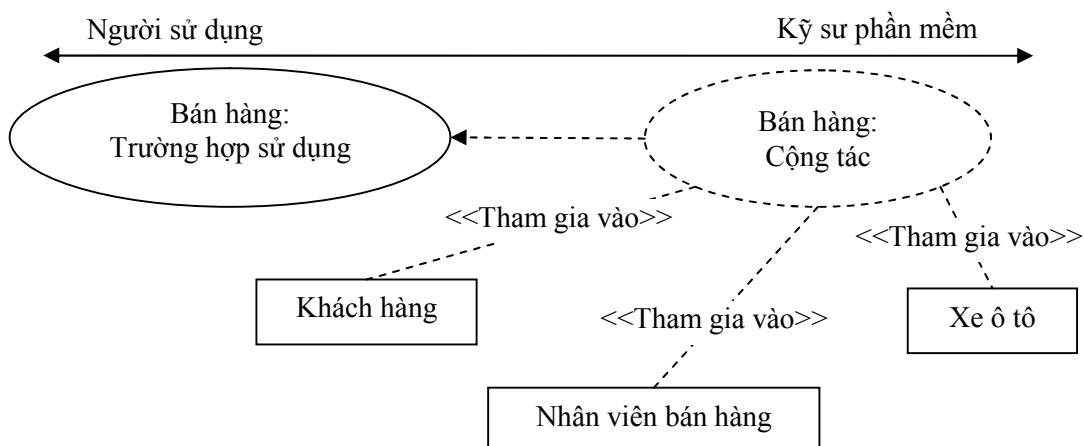 Người sử dụng
Kỹ sư phần mềm
Bán hàng:
Trường hợp sử dụng
Bán hàng:
Cộng tác
<<Tham gia vào>>
<<Tham gia vào>>
Khách hàng
<<Tham gia vào>>
Xe ô tô
Nhân viên bán hàng